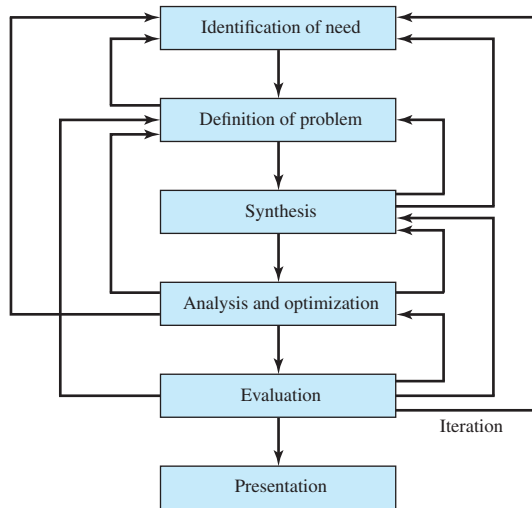 Identification of need
Definition of problem
Synthesis
Analysis and optimization
Evaluation
Iteration
Presentation